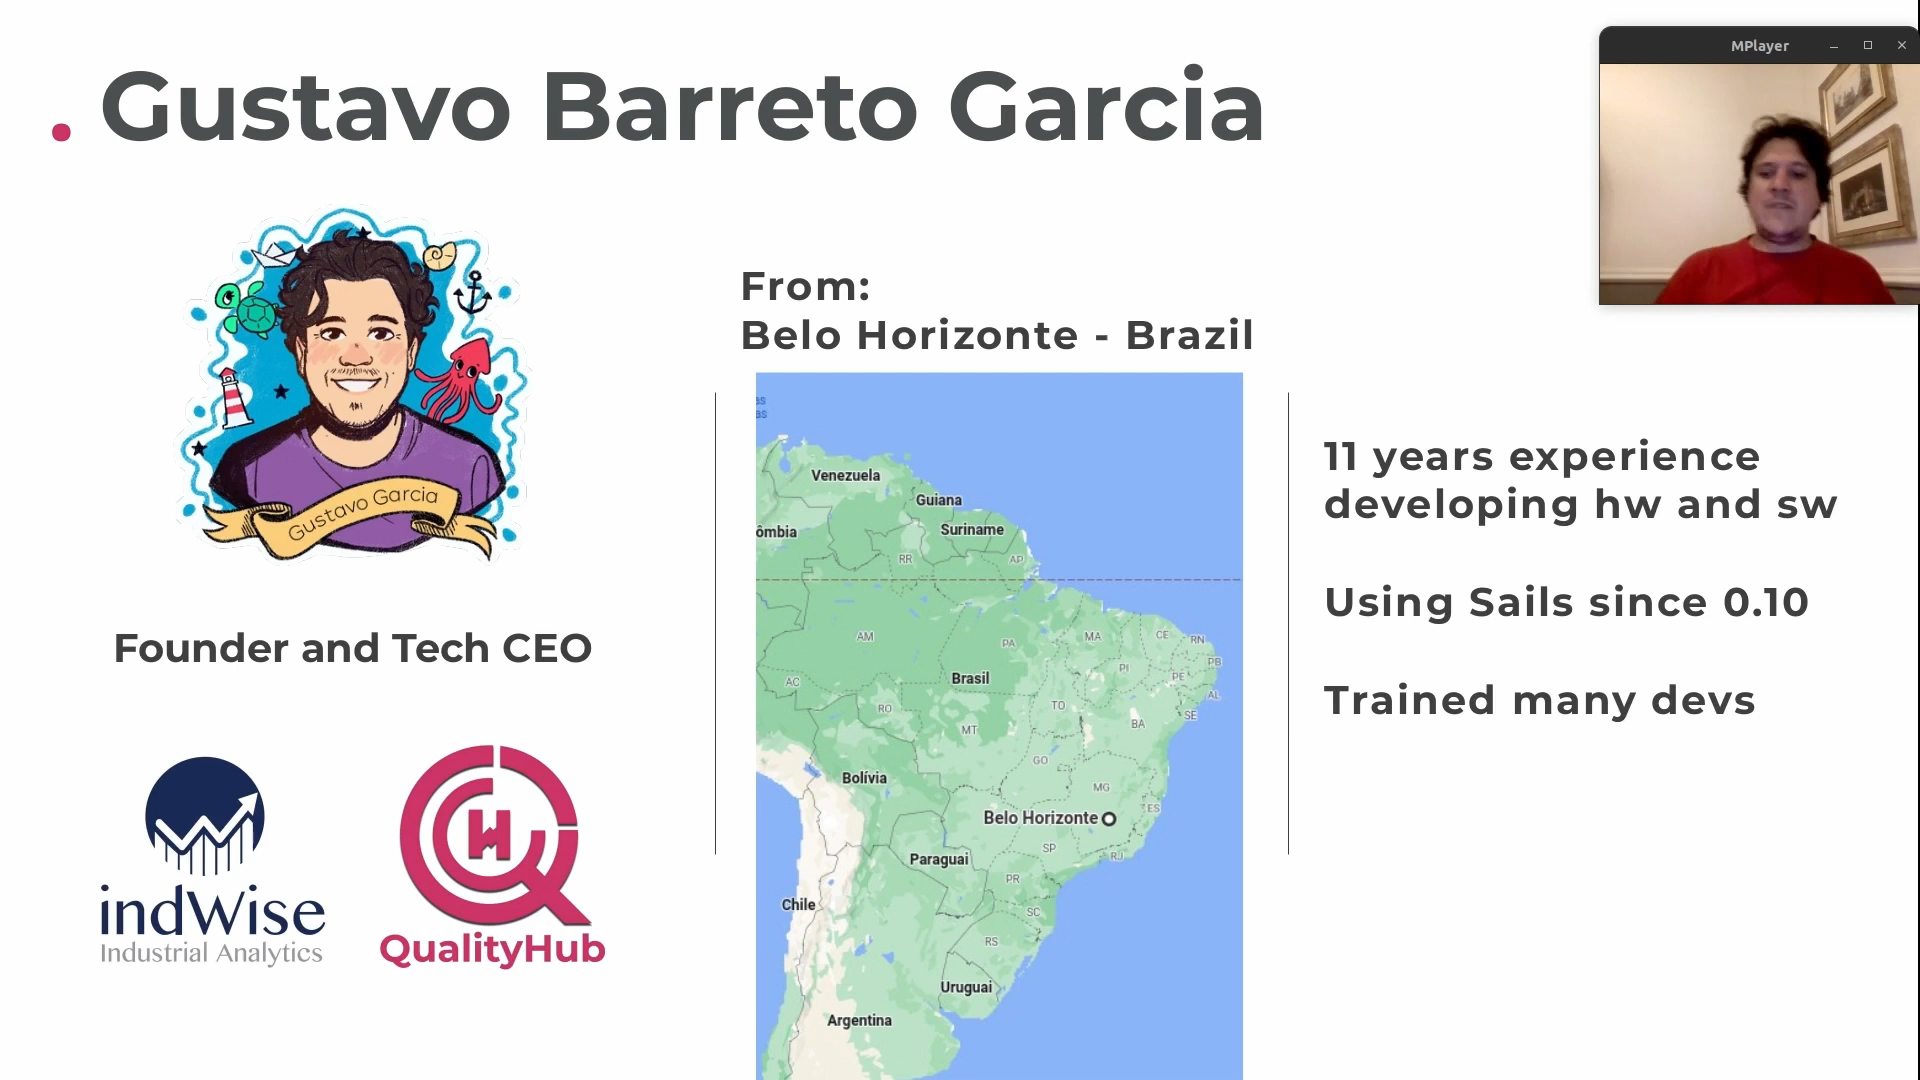 . Gustavo Barreto Garcia
MPlayer
Gustavo Garcia
Founder and Tech CEO
indWise
Industrial Analytics
QualityHub
From:
Belo Horizonte - Brazil
as
as
Venezuela
Guiana
ômbia
Suriname
RR
AP
AM
PA
MA
CE
RN
PB
PI
PE
AL
AC
Brasil
RO
TO
SE
BA
MT
GO
Bolívia
MG
ES
Belo Horizonte
SP
RJ
Paraguai
PR
Chile
SC
RS
Uruguai
Argentina
11 years experience
developing hw and sw
Using Sails since 0.10
Trained many devs